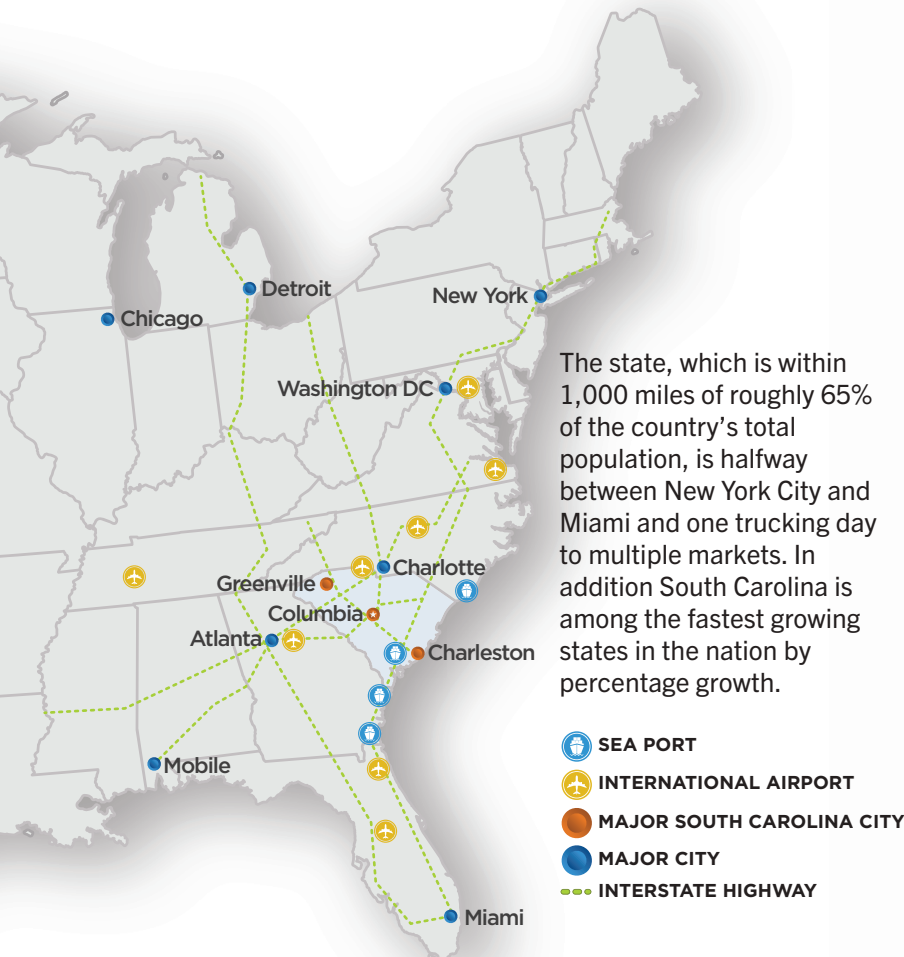 Detroit
Chicago
New York
Washington DC
Charlotte
Greenville
Columbia
Atlanta
Charleston
Mobile
Miami
The state, which is within
1,000 miles of roughly 65%
of the country's total
population, is halfway
between New York City and
Miami and one trucking day
to multiple markets. In
addition South Carolina is
among the fastest growing
states in the nation by
percentage growth.
SEA PORT
INTERNATIONAL AIRPORT
MAJOR SOUTH CAROLINA CITY
MAJOR CITY
INTERSTATE HIGHWAY